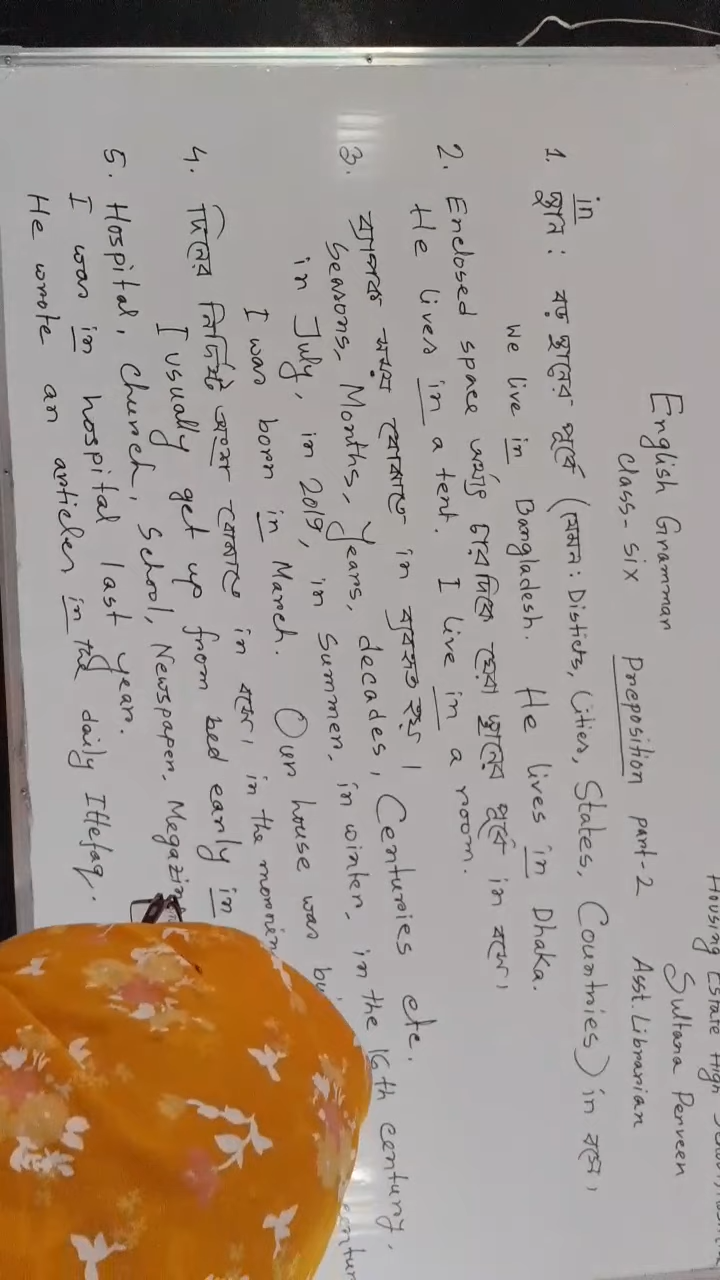 Housing Estate High
English Grammar
Sultana Perveen
Class- six
Preposition part-2
Asst. Librarian
in
1. স্থান : বড় স্থানের পূর্বে (যেমন: Disticts, Cities, States, Countries) in বসে।
We live in Bangladesh. He lives in Dhaka.
2. Enclosed space অর্থাৎ চারদিকে ঘেরা স্থানের পূর্বে in বসে।
He lives in a tent. I live in a room.
3. ব্যাপক সময় বোঝাতে in ব্যবহৃত হয়।
Seasons, Months, Years, decades, Centuries etc.
in July, in 2019, in summer, in winter, in the 16th century,
I was born in March. Our house was
4. দিনের নির্দিষ্ট অংশ বোঝাতে in বসে। in the
I usually get up from bed early in
5. Hospital, Church, School, Newspaper,
I was in hospital last year.
He wrote an articles in the daily Ittefaq.